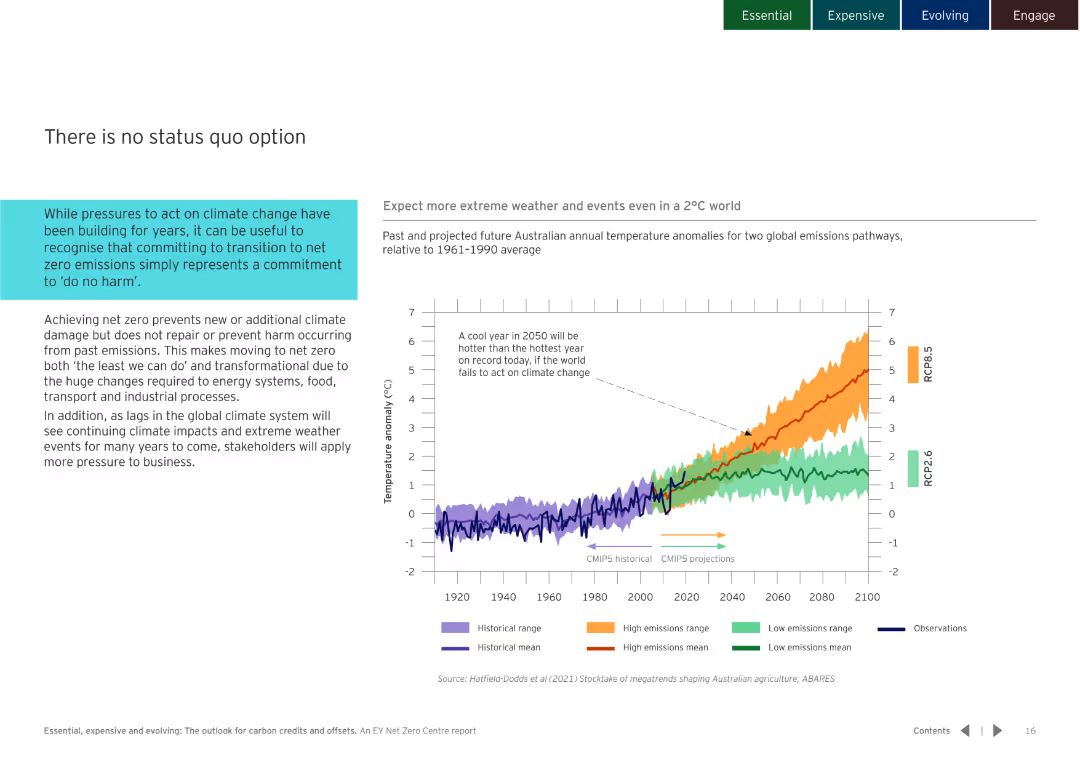 Essential
Expensive
Evolving
Engage
There is no status quo option
While pressures to act on climate change have
been building for years, it can be useful to
recognise that committing to transition to net
zero emissions simply represents a commitment
to ‘do no harm’.
Achieving net zero prevents new or additional climate
damage but does not repair or prevent harm occurring
from past emissions. This makes moving to net zero
both ‘the least we can do’ and transformational due to
the huge changes required to energy systems, food,
transport and industrial processes.
In addition, as lags in the global climate system will
see continuing climate impacts and extreme weather
events for many years to come, stakeholders will apply
more pressure to business.
Expect more extreme weather and events even in a 2°C world
Past and projected future Australian annual temperature anomalies for two global emissions pathways,
relative to 1961–1990 average
Temperature anomaly (°C)
7
6
5
4
3
2
1
0
-1
-2
A cool year in 2050 will be
hotter than the hottest year
on record today, if the world
fails to act on climate change
CMIP5 historical
CMIP5 projections
7
6
5
4
3
2
1
0
-1
-2
RCP8.5
RCP2.6
1920
1940
1960
1980
2000
2020
2040
2060
2080
2100
Historical range
High emissions range
Low emissions range
Observations
Historical mean
High emissions mean
Low emissions mean
Source: Hatfield-Dodds et al (2021) Stocktake of megatrends shaping Australian agriculture, ABARES
Essential, expensive and evolving: The outlook for carbon credits and offsets. An EY Net Zero Centre report
Contents
16